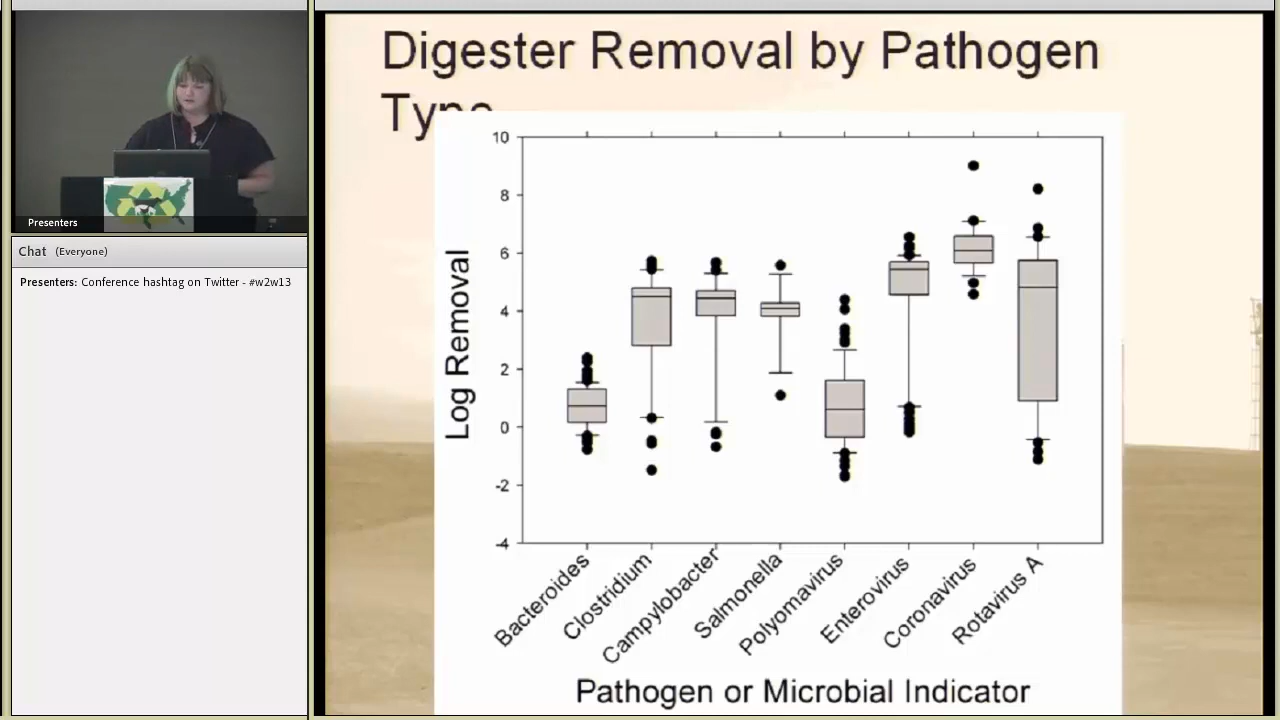 Presenters
Chat (Everyone)
Presenters: Conference hashtag on Twitter - #w2w13
Digester Removal by Pathogen
Type
Log Removal
10
8
6
4
2
0
-2
-4
Bacteroides
Clostridium
Campylobacter
Salmonella
Polyomavirus
Enterovirus
Coronavirus
Rotavirus A
Pathogen or Microbial Indicator